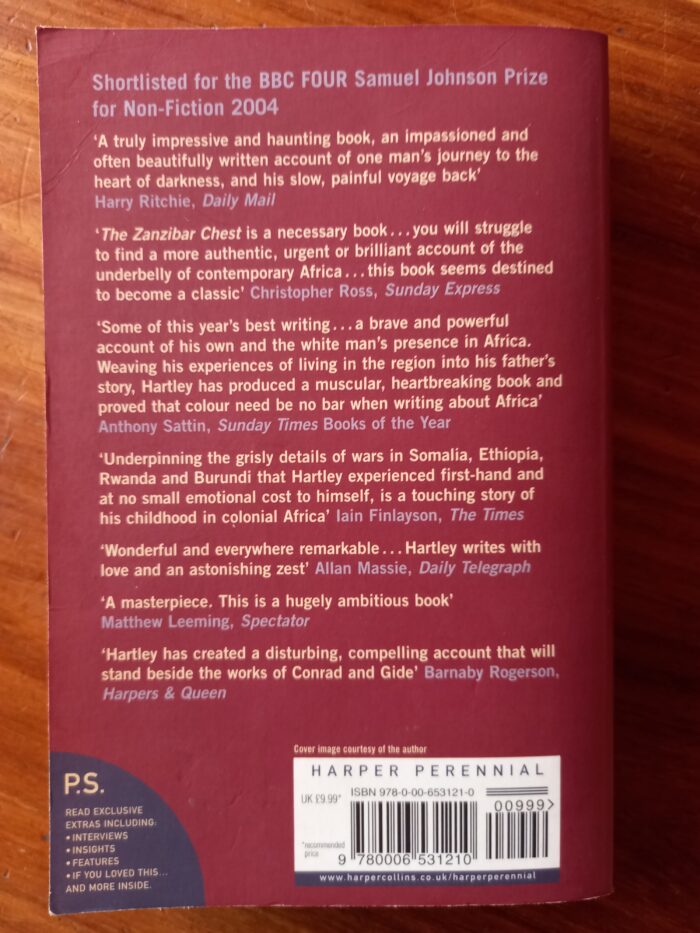 Shortlisted for the BBC FOUR Samuel Johnson Prize
for Non-Fiction 2004
‘A truly impressive and haunting book, an impassioned and
often beautifully written account of one man’s journey to the
heart of darkness, and his slow, painful voyage back’
Harry Ritchie, Daily Mail
‘The Zanzibar Chest is a necessary book...you will struggle
to find a more authentic, urgent or brilliant account of the
underbelly of contemporary Africa...this book seems destined
to become a classic’ Christopher Ross, Sunday Express
‘Some of this year’s best writing...a brave and powerful
account of his own and the white man’s presence in Africa.
Weaving his experiences of living in the region into his father’s
story, Hartley has produced a muscular, heartbreaking book and
proved that colour need be no bar when writing about Africa’
Anthony Sattin, Sunday Times Books of the Year
‘Underpinning the grisly details of wars in Somalia, Ethiopia,
Rwanda and Burundi that Hartley experienced first-hand and
at no small emotional cost to himself, is a touching story of
his childhood in colonial Africa’ Iain Finlayson, The Times
‘Wonderful and everywhere remarkable...Hartley writes with
love and an astonishing zest’ Allan Massie, Daily Telegraph
‘A masterpiece. This is a hugely ambitious book’
Matthew Leeming, Spectator
‘Hartley has created a disturbing, compelling account that will
stand beside the works of Conrad and Gide’ Barnaby Rogerson,
Harpers & Queen
P.S.
READ EXCLUSIVE
EXTRAS INCLUDING:
• INTERVIEWS
• INSIGHTS
• FEATURES
• IF YOU LOVED THIS...
AND MORE INSIDE.
Cover image courtesy of the author
HARPER PERENNIAL
UK £9.99*
ISBN 978-0-00-653121-0
00999>
*recommended
price
9 780006 531210
www.harpercollins.co.uk/harperperennial